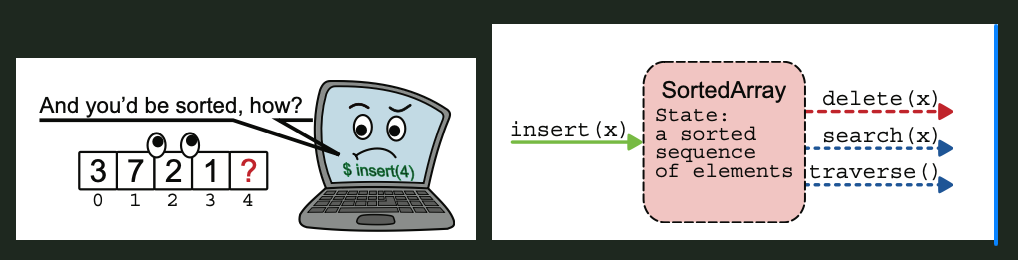 And you'd be sorted, how?
3 7 2 1 ?
0 1 2 3 4
$ insert(4)
insert(x)
SortedArray
State:
a sorted
sequence
of elements
delete(x)
search(x)
traverse()